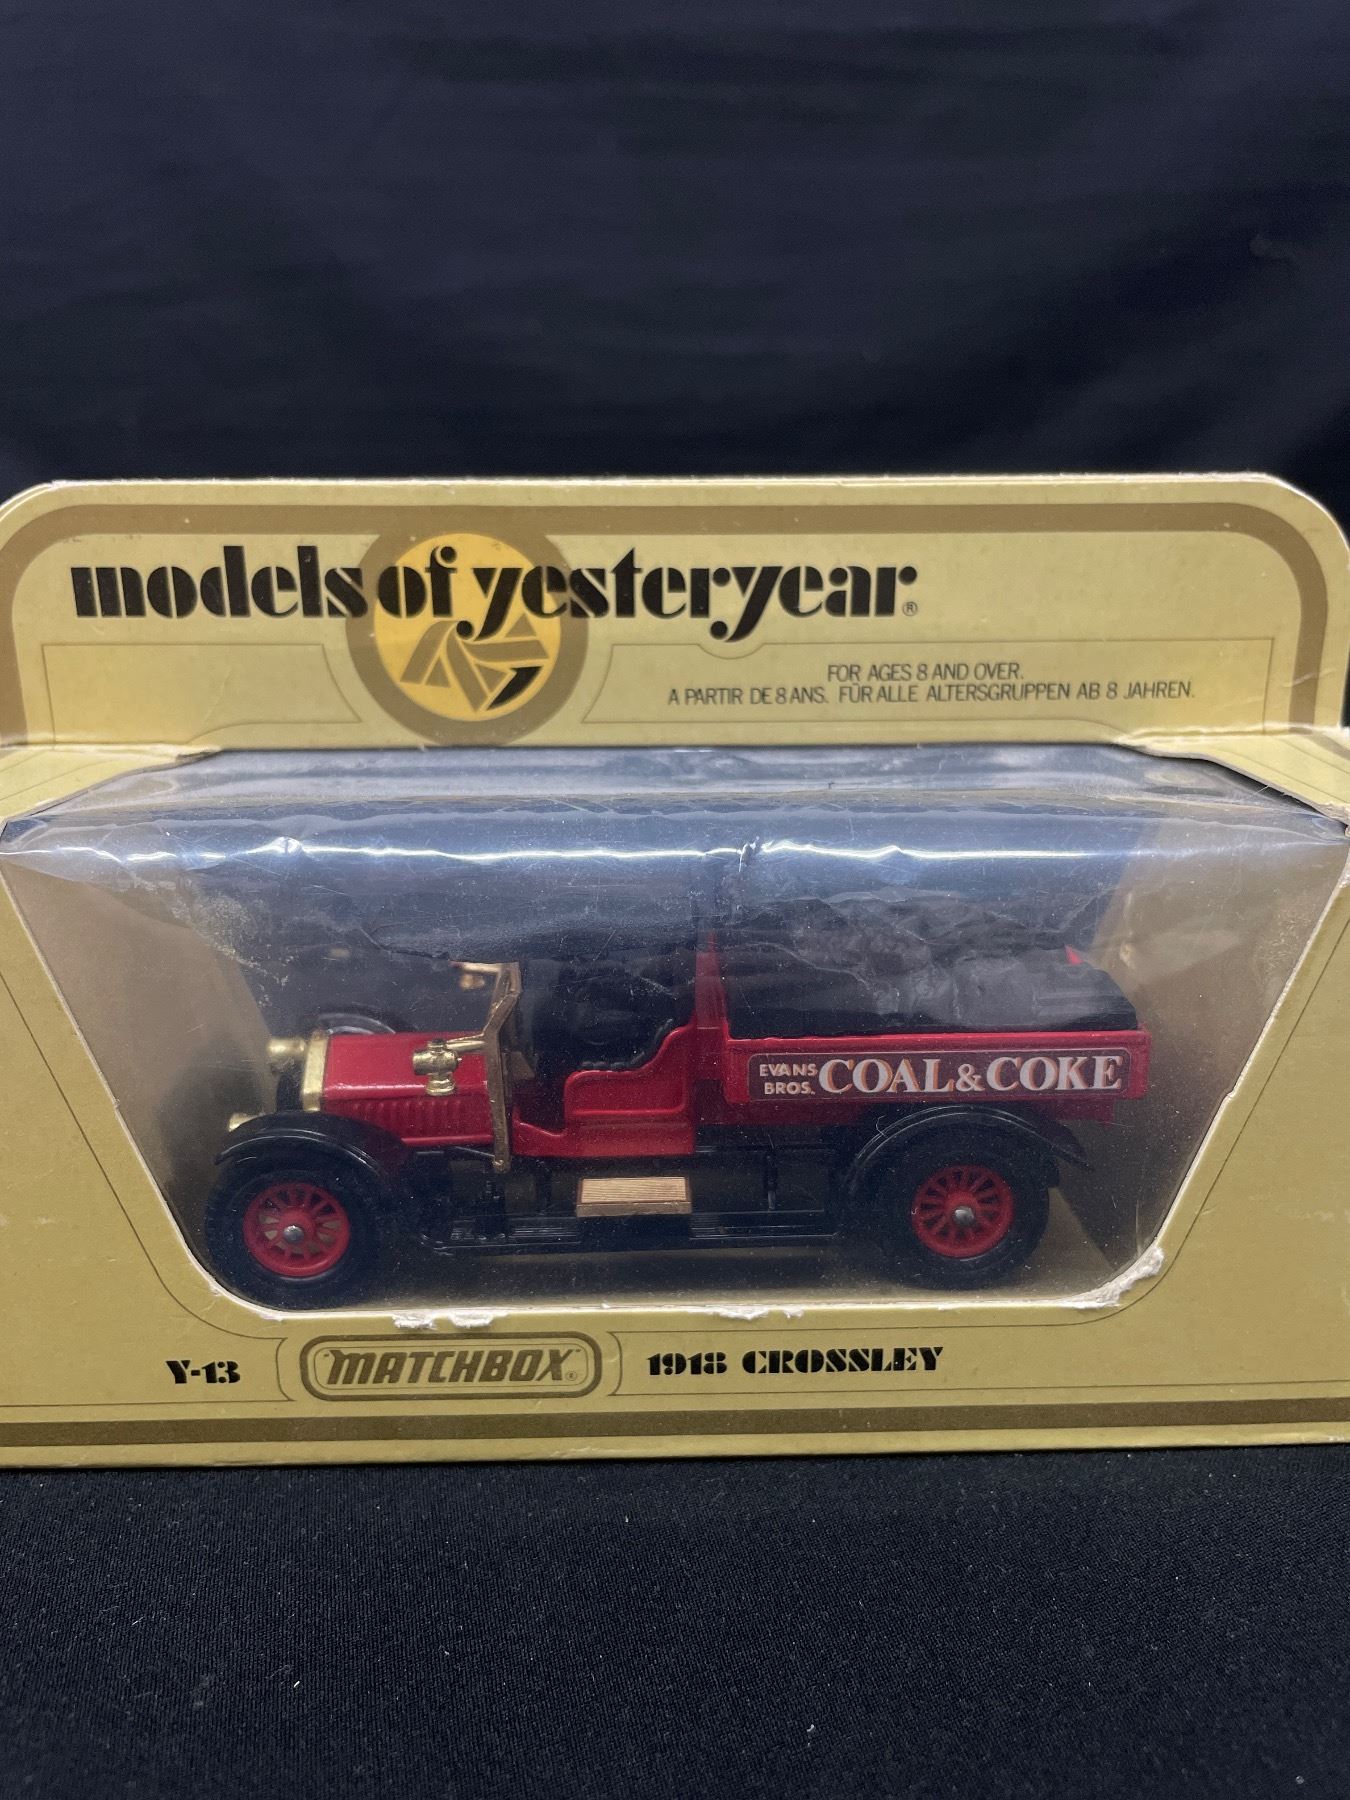 models of yesteryear®
FOR AGES 8 AND OVER.
A PARTIR DE 8 ANS. FÜR ALLE ALTERSGRUPPEN AB 8 JAHREN.
EVANS BROS. COAL & COKE
Y-13 "MATCHBOX"® 1918 CROSSLEY